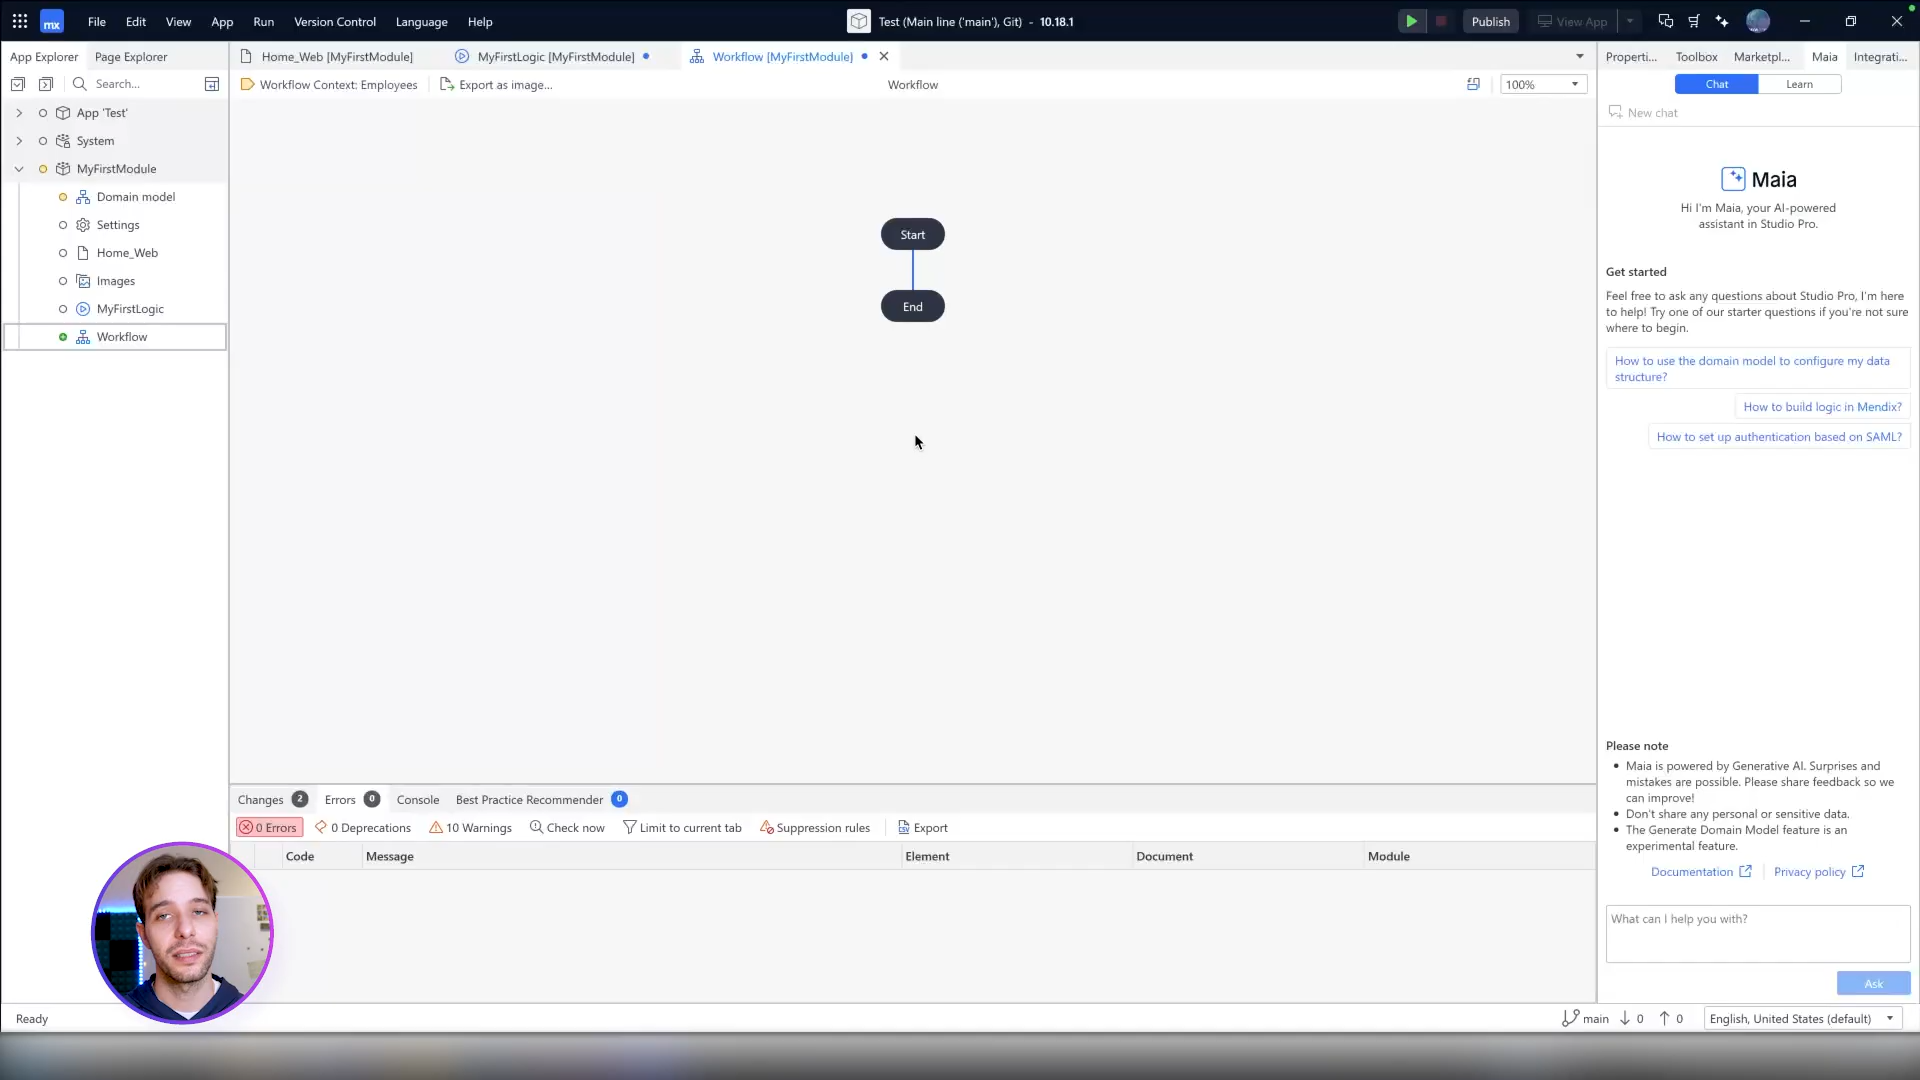 mx
File
Edit
View
App
Run
Version Control
Language
Help
Test (Main line ('main'), Git) - 10.18.1
Publish
View App
App Explorer
Page Explorer
Home_Web [MyFirstModule]
MyFirstLogic [MyFirstModule]
Workflow [MyFirstModule]
Properti...
Toolbox
Marketpl...
Maia
Integrati...
Search...
Workflow Context: Employees
Export as image...
Workflow
100%
Chat
Learn
New chat
App 'Test'
System
MyFirstModule
Domain model
Settings
Home_Web
Images
MyFirstLogic
Workflow
Start
End
Maia
Hi I'm Maia, your AI-powered
assistant in Studio Pro.
Get started
Feel free to ask any questions about Studio Pro, I'm here
to help! Try one of our starter questions if you're not sure
where to begin.
How to use the domain model to configure my data
structure?
How to build logic in Mendix?
How to set up authentication based on SAML?
Please note
Maia is powered by Generative AI. Surprises and
mistakes are possible. Please share feedback so we
can improve!
Don't share any personal or sensitive data.
The Generate Domain Model feature is an
experimental feature.
Documentation
Privacy policy
What can I help you with?
Ask
Changes 2
Errors 0
Console
Best Practice Recommender 0
0 Errors
0 Deprecations
10 Warnings
Check now
Limit to current tab
Suppression rules
Export
Code
Message
Element
Document
Module
Ready
main
0
0
English, United States (default)